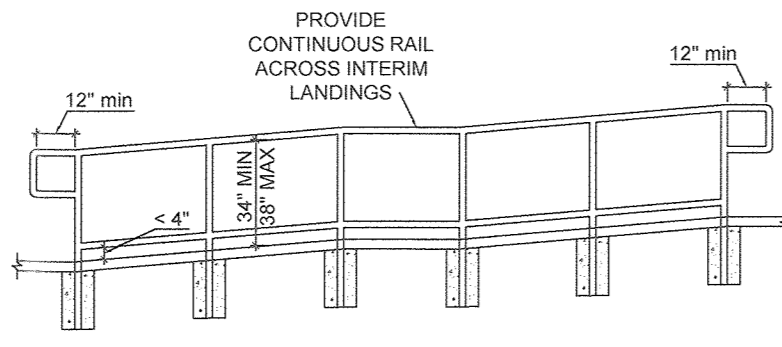 PROVIDE
CONTINUOUS RAIL
ACROSS INTERIM
LANDINGS
12" min
12" min
< 4"
34" MIN
38" MAX